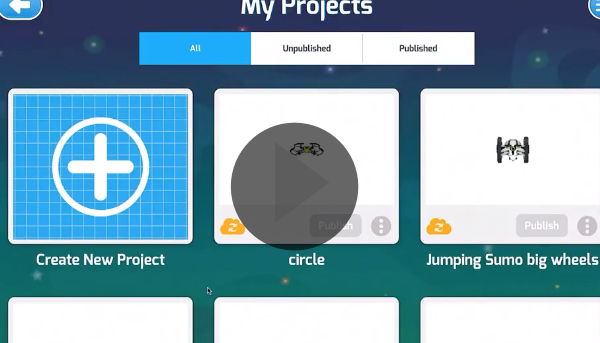 My Projects
All
Unpublished
Published
Publish
Publish
Create New Project
circle
Jumping Sumo big wheels